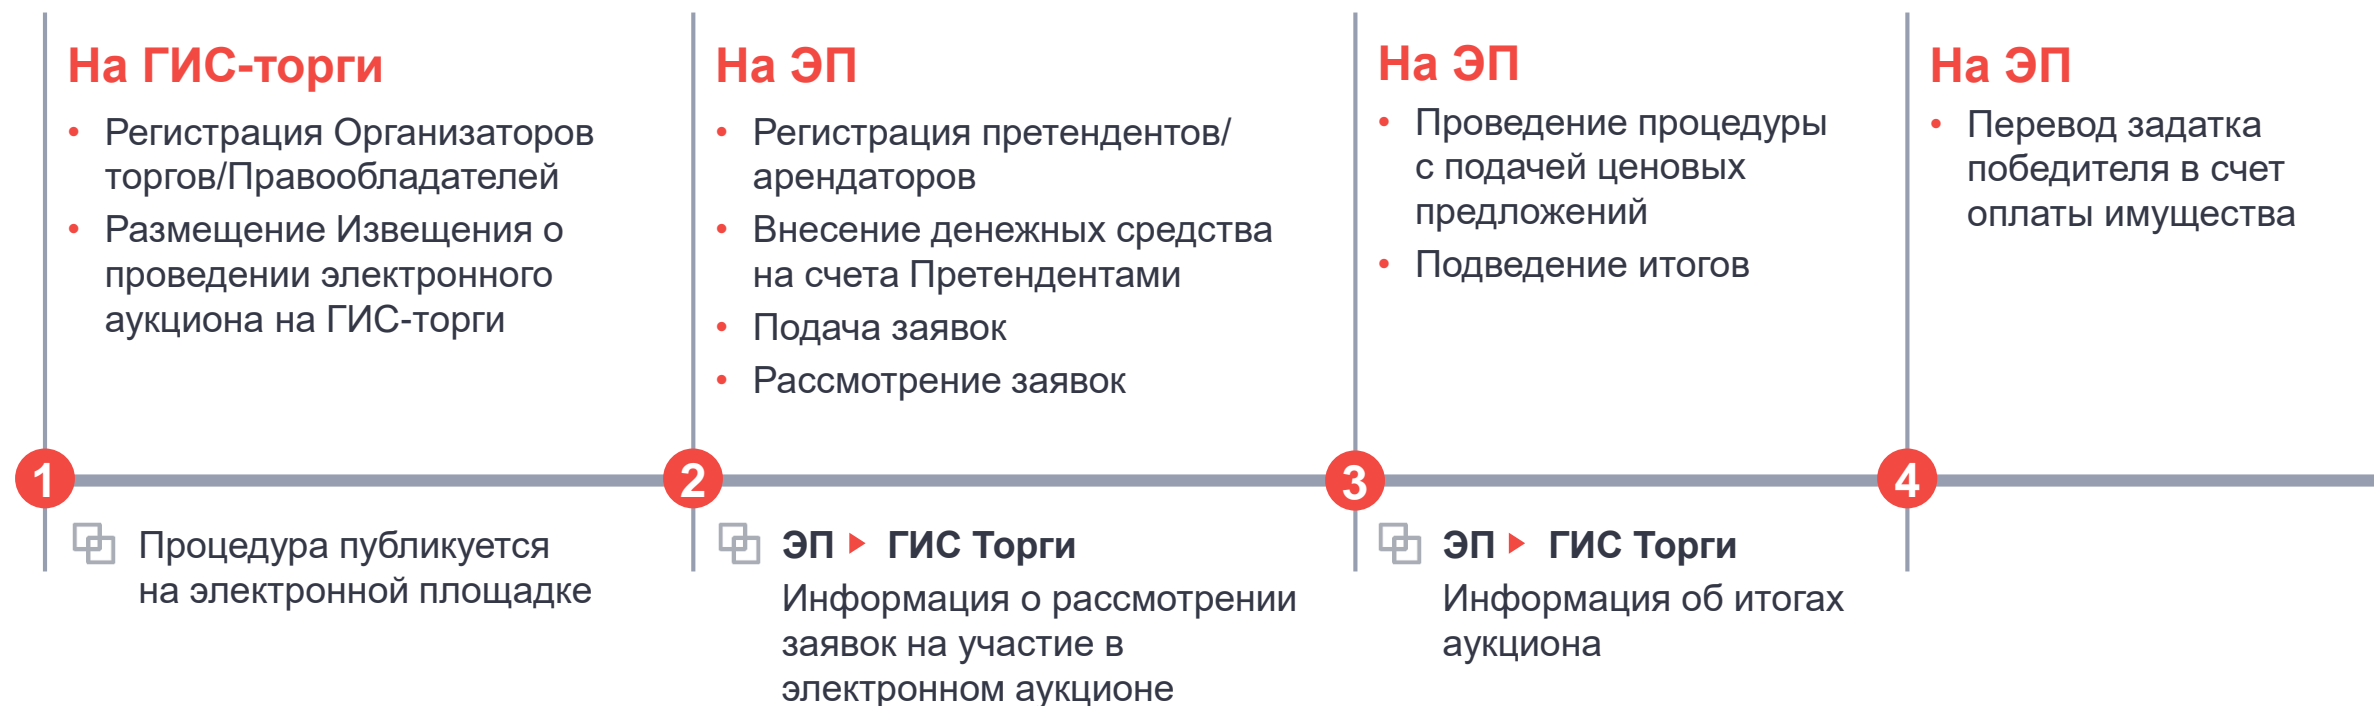 На ГИС-торги
• Регистрация Организаторов
торгов/Правообладателей
• Размещение Извещения о
проведении электронного
аукциона на ГИС-торги
На ЭП
• Регистрация претендентов/
арендаторов
• Внесение денежных средства
на счета Претендентами
• Подача заявок
• Рассмотрение заявок
На ЭП
• Проведение процедуры
с подачей ценовых
предложений
• Подведение итогов
На ЭП
• Перевод задатка
победителя в счет
оплаты имущества
1
2
3
4
Процедура публикуется
на электронной площадке
ЭП ▶ ГИС Торги
Информация о рассмотрении
заявок на участие в
электронном аукционе
ЭП ▶ ГИС Торги
Информация об итогах
аукциона